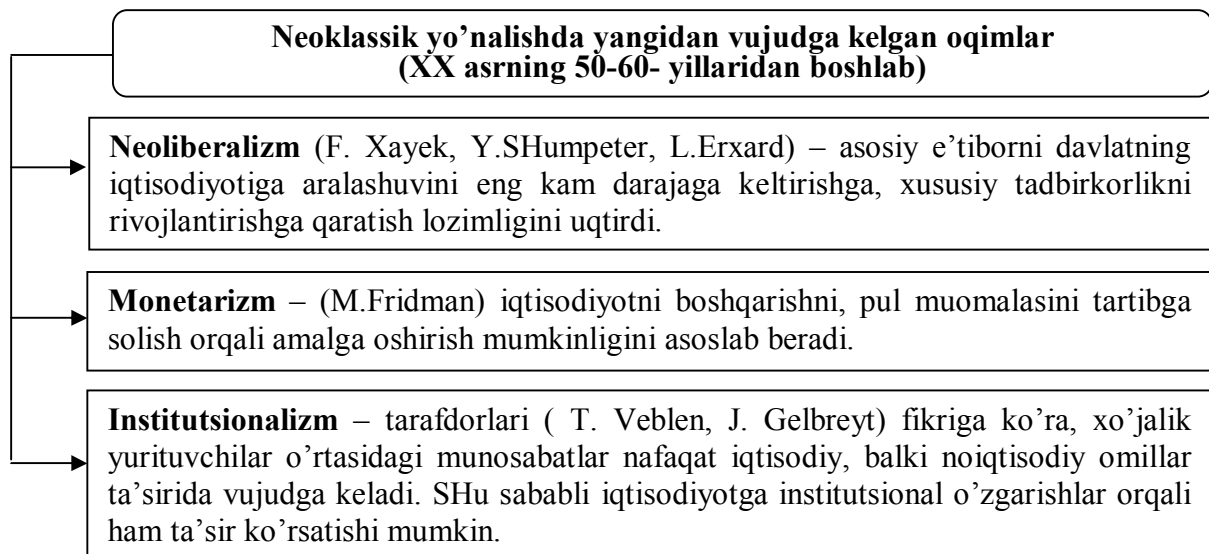 Neoklassik yo’nalishda yangidan vujudga kelgan oqimlar
(XX asrning 50-60- yillaridan boshlab)
Neoliberalizm (F. Xayek, Y.SHumpeter, L.Erxard) – asosiy e’tiborni davlatning
iqtisodiyotiga aralashuvini eng kam darajaga keltirishga, xususiy tadbirkorlikni
rivojlantirishga qaratish lozimligini uqtirdi.
Monetarizm – (M.Fridman) iqtisodiyotni boshqarishni, pul muomalasini tartibga
solish orqali amalga oshirish mumkinligini asoslab beradi.
Institutsionalizm – tarafdorlari ( T. Veblen, J. Gelbreyt) fikriga ko’ra, xo’jalik
yurituvchilar o’rtasidagi munosabatlar nafaqat iqtisodiy, balki noiqtisodiy omillar
ta’sirida vujudga keladi. SHu sababli iqtisodiyotga institutsional o’zgarishlar orqali
ham ta’sir ko’rsatishi mumkin.